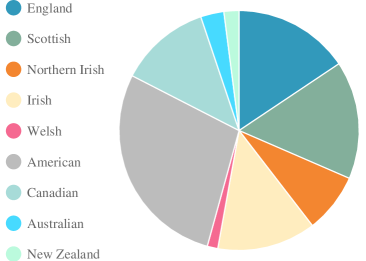 England
Scottish
Northern Irish
Irish
Welsh
American
Canadian
Australian
New Zealand